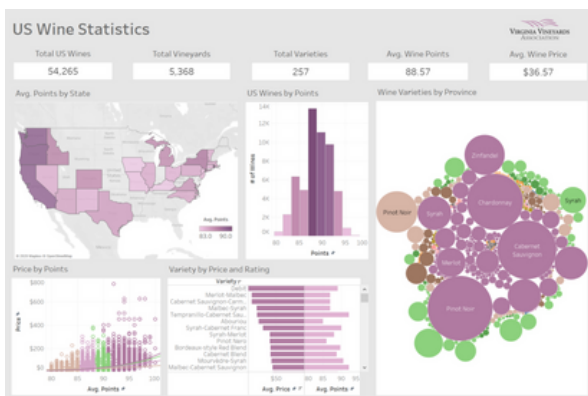 US Wine Statistics
VIRGINIA VINEYARDS
ASSOCIATION
Total US Wines
Total Vineyards
Total Varieties
Avg. Wine Points
Avg. Wine Price
54,265
5,368
257
88.57
$36.57
Avg. Points by State
US Wines by Points
Wine Varieties by Province
14K
12K
10K
8K
6K
4K
2K
0K
# of Wines
80
85
90
95
100
Points
Avg. Points
83.0
90.0
Zinfandel
Chardonnay
Syrah
Pinot Noir
Syrah
Cabernet
Sauvignon
Merlot
Pinot Noir
Price by Points
$800
$600
$400
$200
$0
Price
80
85
90
95
100
Avg. Points
Variety by Price and Rating
Variety
Debit
Merlot-Malbec
Cabernet Sauvignon-Carm..
Malbec-Syrah
Tempranillo-Cabernet Sau..
Abouriou
Syrah-Cabernet Franc
Syrah-Merlot
Pinot Nero
Bordeaux-style Red Blend
Cabernet Blend
Mourvèdre-Syrah
Malbec-Cabernet Sauvignon
$50
80
85
90
95
Avg. Price
Avg. Points